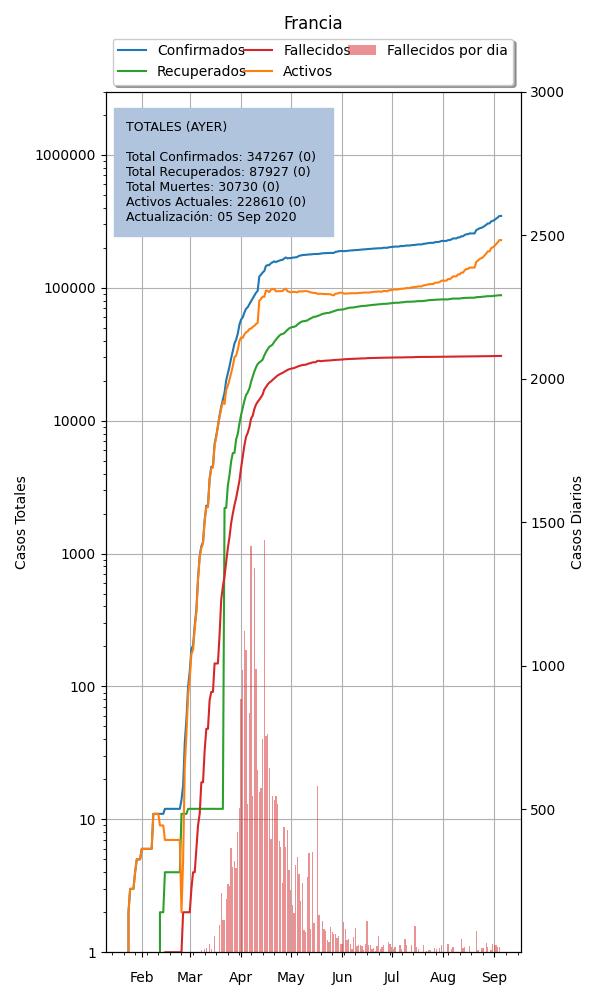 Francia
Confirmados
Recuperados
Fallecidos
Activos
Fallecidos por dia
TOTALES (AYER)
Total Confirmados: 347267 (0)
Total Recuperados: 87927 (0)
Total Muertes: 30730 (0)
Activos Actuales: 228610 (0)
Actualización: 05 Sep 2020
Casos Totales
1000000
100000
10000
1000
100
10
1
3000
2500
2000
1500
1000
500
Casos Diarios
Feb Mar Apr May Jun Jul Aug Sep